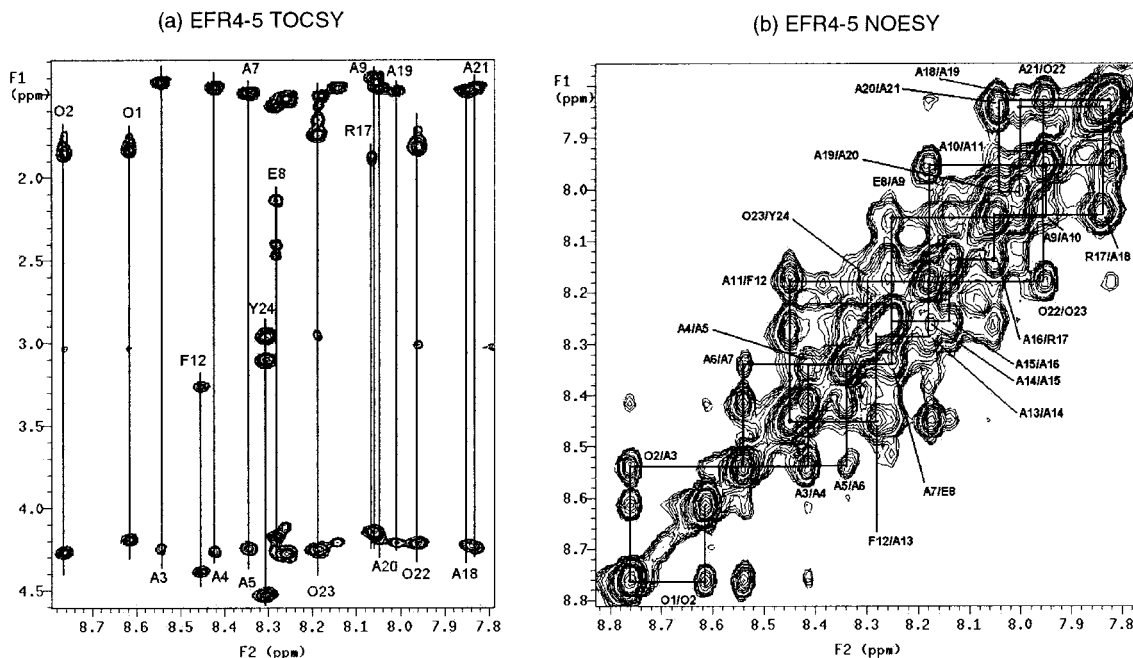 (a) EFR4-5 TOCSY
(b) EFR4-5 NOESY
F1
(ppm)
2.0
2.5
3.0
3.5
4.0
4.5
O2
O1
A7
A9
A19
A21
R17
E8
Y24
F12
A3
A4
A5
O23
A20
O22
A18
8.7 8.6 8.5 8.4 8.3 8.2 8.1 8.0 7.9 7.8
F2 (ppm)
F1
(ppm)
7.9
8.0
8.1
8.2
8.3
8.4
8.5
8.6
8.7
8.8
A18/A19
A21/O22
A20/A21
A10/A11
A19/A20
E8/A9
O23/Y24
A9/A10
R17/A18
A11/F12
O22/O23
A4/A5
A16/R17
A6/A7
A15/A16
A14/A15
A13/A14
O2/A3
A3/A4
A5/A6
A7/E8
F12/A13
O1/O2
8.8 8.7 8.6 8.5 8.4 8.3 8.2 8.1 8.0 7.9 7.8
F2 (ppm)